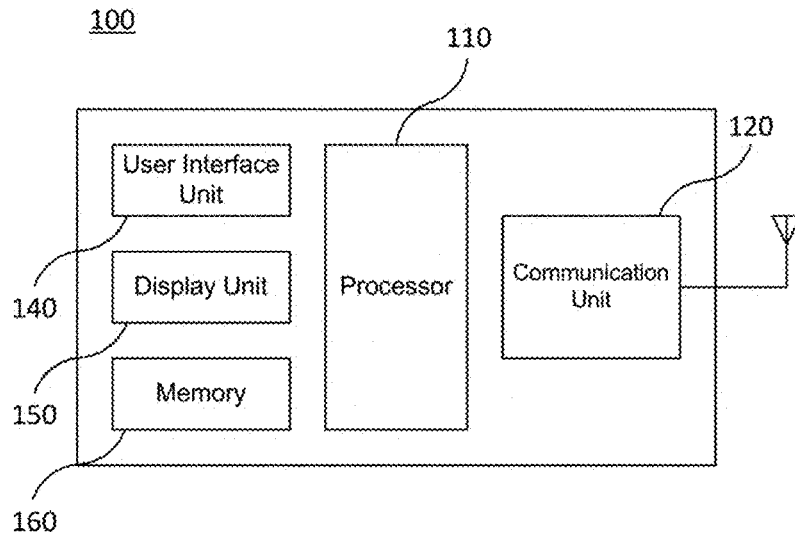 100
110
120
User Interface
Unit
140
Display Unit
150
Memory
160
Processor
Communication
Unit